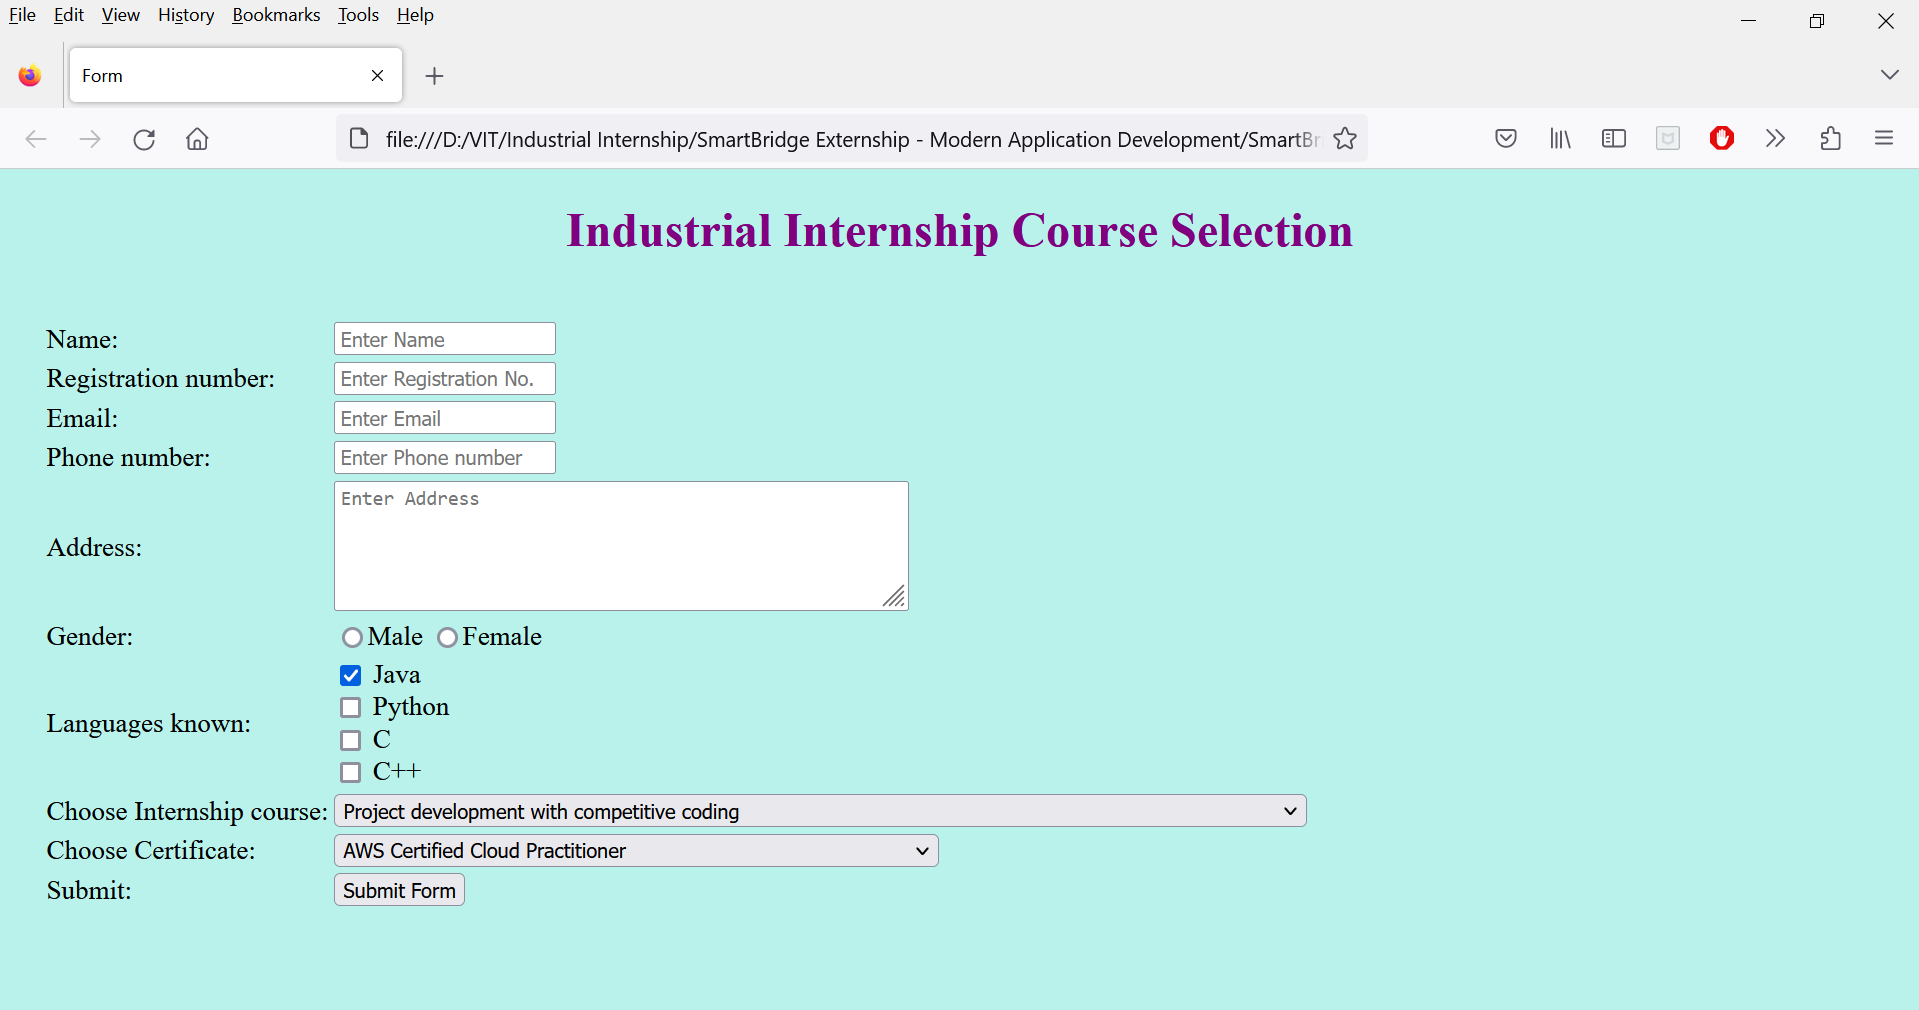 File Edit View History Bookmarks Tools Help
Form
file:///D:/VIT/Industrial Internship/SmartBridge Externship - Modern Application Development/SmartBr
Industrial Internship Course Selection
Name: Enter Name
Registration number: Enter Registration No.
Email: Enter Email
Phone number: Enter Phone number
Address: Enter Address
Gender: Male Female
Languages known:
Java
Python
C
C++
Choose Internship course: Project development with competitive coding
Choose Certificate: AWS Certified Cloud Practitioner
Submit: Submit Form